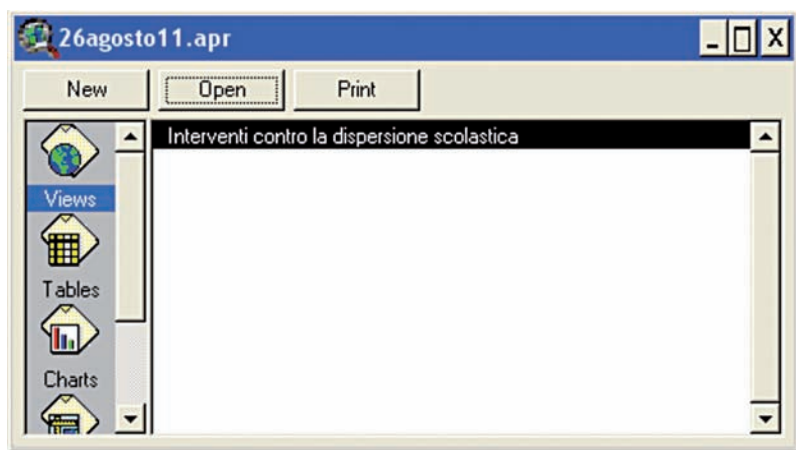 26agosto11.apr
New Open Print
Interventi contro la dispersione scolastica
Views
Tables
Charts